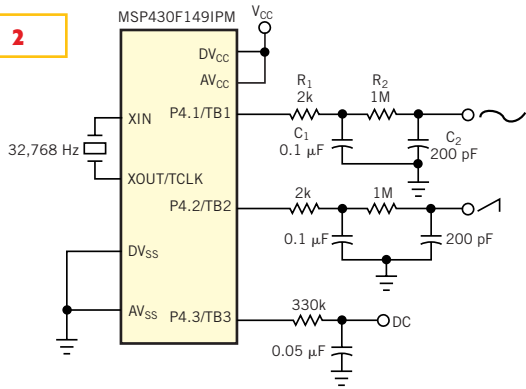 2
MSP430F149IPM
VCC
DVCC
AVCC
XIN
P4.1/TB1
R1
2k
R2
1M
C1
0.1 μF
C2
200 pF
32,768 Hz
XOUT/TCLK
P4.2/TB2
2k
1M
0.1 μF
200 pF
DVSS
AVSS
P4.3/TB3
330k
DC
0.05 μF